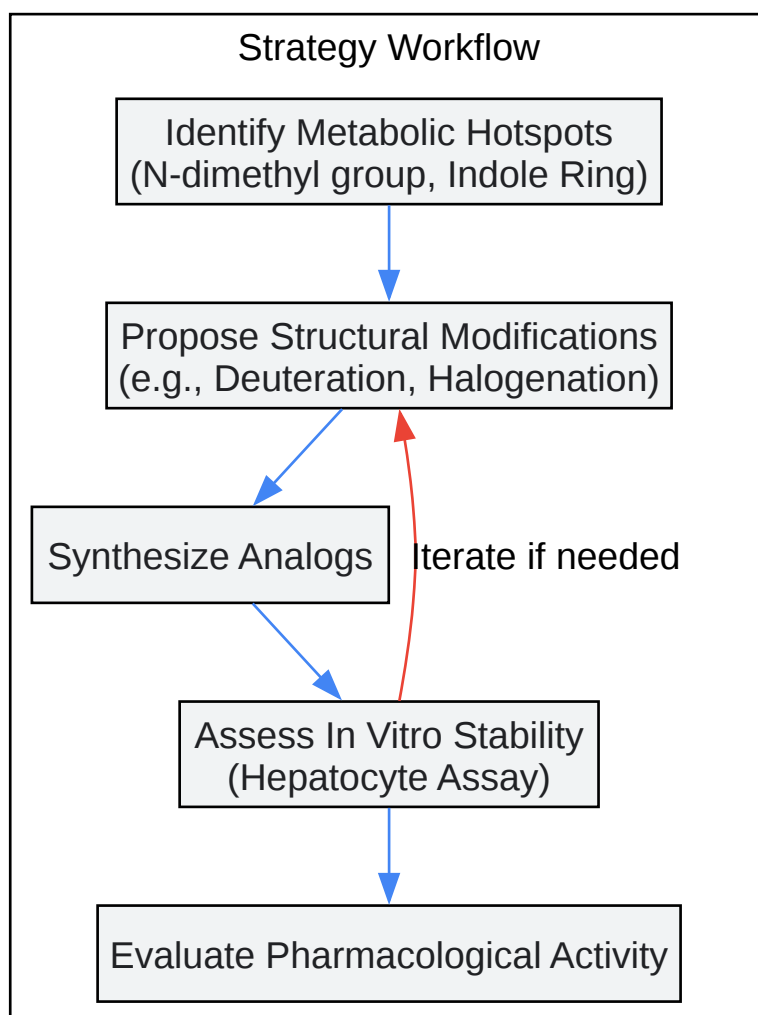 Strategy Workflow
Identify Metabolic Hotspots
(N-dimethyl group, Indole Ring)
Propose Structural Modifications
(e.g., Deuteration, Halogenation)
Synthesize Analogs
Iterate if needed
Assess In Vitro Stability
(Hepatocyte Assay)
Evaluate Pharmacological Activity